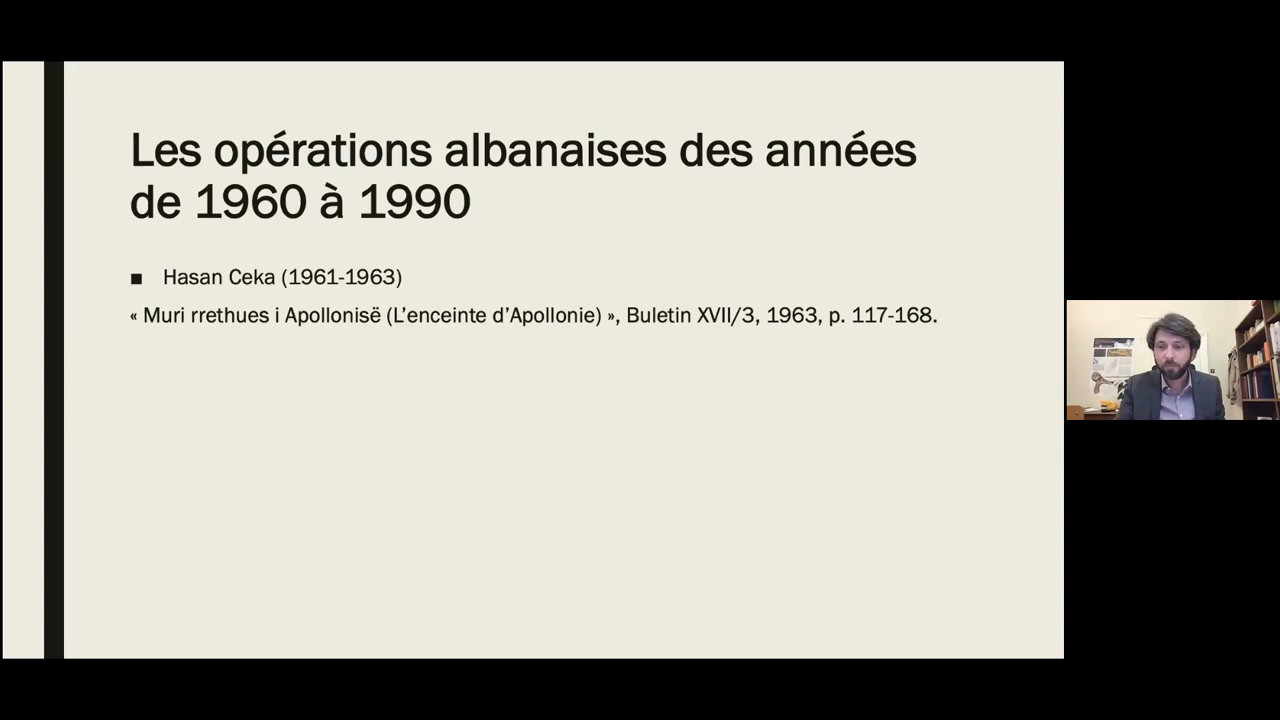 Les opérations albanaises des années
de 1960 à 1990
■ Hasan Ceka (1961-1963)
« Muri rrethues i Apollonisë (L’enceinte d’Apollonie) », Buletin XVII/3, 1963, p. 117-168.